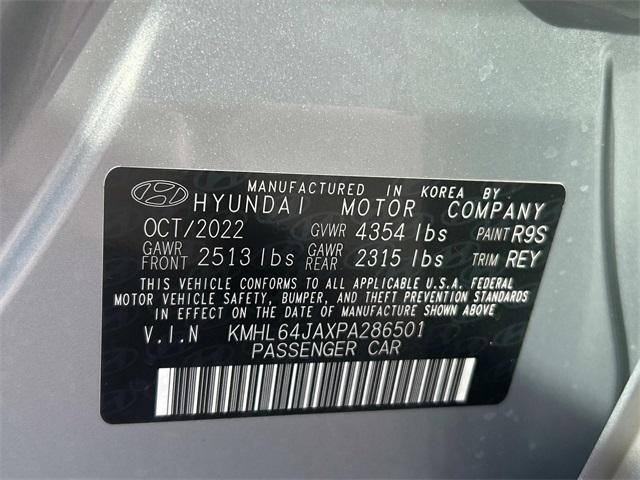 MANUFACTURED IN KOREA BY
HYUNDAI MOTOR COMPANY
OCT/2022 GVWR 4354 lbs PAINT R9S
GAWR FRONT 2513 lbs GAWR REAR 2315 lbs TRIM REY
THIS VEHICLE CONFORMS TO ALL APPLICABLE U.S.A. FEDERAL
MOTOR VEHICLE SAFETY, BUMPER, AND THEFT PREVENTION STANDARDS
IN EFFECT ON THE DATE OF MANUFACTURE SHOWN ABOVE
V.I.N KMHL64JAXPA286501
PASSENGER CAR